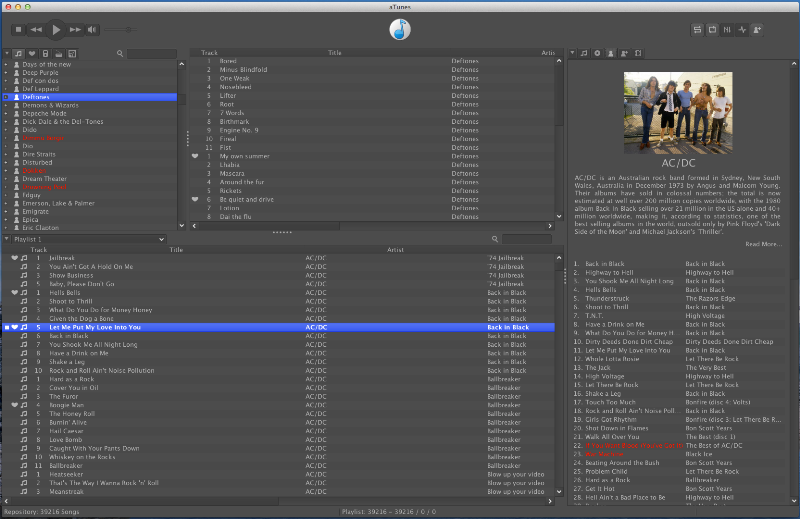 xTunes
Days of the new
Deep Purple
Def con dos
Def Leppard
Deftones
Demons & Wizards
Depeche Mode
Dick Dale & the Del-Tones
Dido
Dio
Dire Straits
Disturbed
Dream Theater
Edguy
Emerson, Lake & Palmer
Emigrate
Epica
Eric Clapton
Track Title Artis
1 Bored Deftones
2 Minus Blindfold Deftones
3 One Weak Deftones
4 Nosebleed Deftones
5 Lifter Deftones
6 Root Deftones
7 7 Words Deftones
8 Birthmark Deftones
9 Engine No. 9 Deftones
10 Fireal Deftones
11 Fist Deftones
1 My own summer Deftones
2 Lhabia Deftones
3 Mascara Deftones
4 Around the fur Deftones
5 Rickets Deftones
6 Be quiet and drive Deftones
7 Lotion Deftones
8 Dai the flu Deftones
Playlist 1
Track Title Artist
1 Jailbreak AC/DC '74 Jailbreak
2 You Ain't Got A Hold On Me AC/DC '74 Jailbreak
3 Show Business AC/DC '74 Jailbreak
5 Baby, Please Don't Go AC/DC '74 Jailbreak
1 Hells Bells AC/DC Back in Black
2 Shoot to Thrill AC/DC Back in Black
3 What Do You Do for Money Honey AC/DC Back in Black
4 Given the Dog a Bone AC/DC Back in Black
5 Let Me Put My Love Into You AC/DC Back in Black
6 Back in Black AC/DC Back in Black
7 You Shook Me All Night Long AC/DC Back in Black
8 Have a Drink on Me AC/DC Back in Black
9 Shake a Leg AC/DC Back in Black
10 Rock and Roll Ain't Noise Pollution AC/DC Back in Black
1 Hard as a Rock AC/DC Ballbreaker
2 Cover You in Oil AC/DC Ballbreaker
3 The Furor AC/DC Ballbreaker
4 Boogie Man AC/DC Ballbreaker
5 The Honey Roll AC/DC Ballbreaker
6 Burnin' Alive AC/DC Ballbreaker
7 Hail Caesar AC/DC Ballbreaker
8 Love Bomb AC/DC Ballbreaker
9 Caught With Your Pants Down AC/DC Ballbreaker
10 Whiskey on the Rocks AC/DC Ballbreaker
11 Ballbreaker AC/DC Ballbreaker
1 Heatseeker AC/DC Blow up your video
2 That's The Way I Wanna Rock 'n' Roll AC/DC Blow up your video
3 Meanstreak AC/DC Blow up your video
AC/DC
AC/DC is an Australian rock band formed in Sydney, New South
Wales, Australia in December 1973 by Angus and Malcom Young.
Their albums have sold in colossal numbers: the total is now
estimated at well over 200 million copies worldwide, with the 1980
album Back in Black selling over 21 million in the US alone and 40+
million worldwide, making it, according to statistics, one of the
best selling albums in the world, outsold only by Pink Floyd's 'Dark
Side of the Moon' and Michael Jackson's 'Thriller'.
Read More...
1. Back in Black Back in Black
2. Highway to Hell Highway to Hell
3. You Shook Me All Night Long Back in Black
4. Hells Bells Back in Black
5. Thunderstruck The Razors Edge
6. Shoot to Thrill Back in Black
7. T.N.T. High Voltage
8. Have a Drink on Me Back in Black
9. What Do You Do for Money H Back in Black
10. Dirty Deeds Done Dirt Cheap Dirty Deeds Done Dirt Cheap
11. Let Me Put My Love Into You Back in Black
12. Whole Lotta Rosie Let There Be Rock
13. The Jack The Very Best
14. High Voltage Highway to Hell
15. Let There Be Rock Let There Be Rock
16. Shake a Leg Back in Black
17. Touch Too Much Bonfire (disc 4: Volts)
18. Rock and Roll Ain't Noise Poll... Back in Black
19. Girls Got Rhythm Bonfire (disc 3: Let There Be R...
20. Shot Down in Flames Bon Scott Years
21. Walk All Over You The Best (disc 1)
22. The Best of AC/DC
23. Black Ice
24. Beating Around the Bush Bon Scott Years
25. Problem Child Let There Be Rock
26. Hard as a Rock Ballbreaker
27. Get It Hot Bon Scott Years
28. Hell Ain't a Bad Place to Be Highway to Hell
Repository: 39216 Songs
Playlist: 39216 - 39216 / 0 / 0